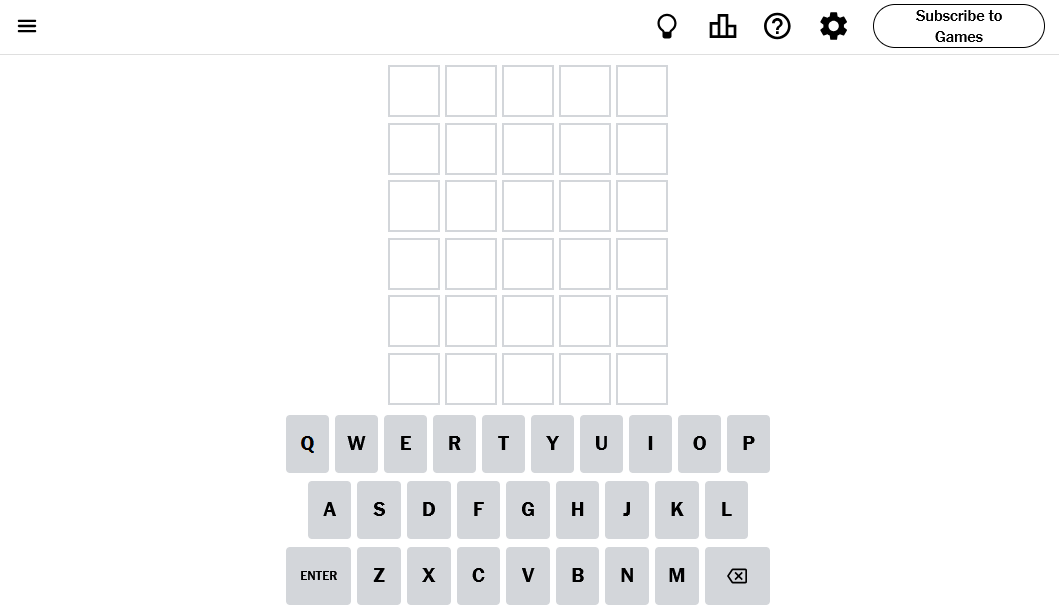 Subscribe to
Games
Q W E R T Y U I O P
A S D F G H J K L
ENTER Z X C V B N M